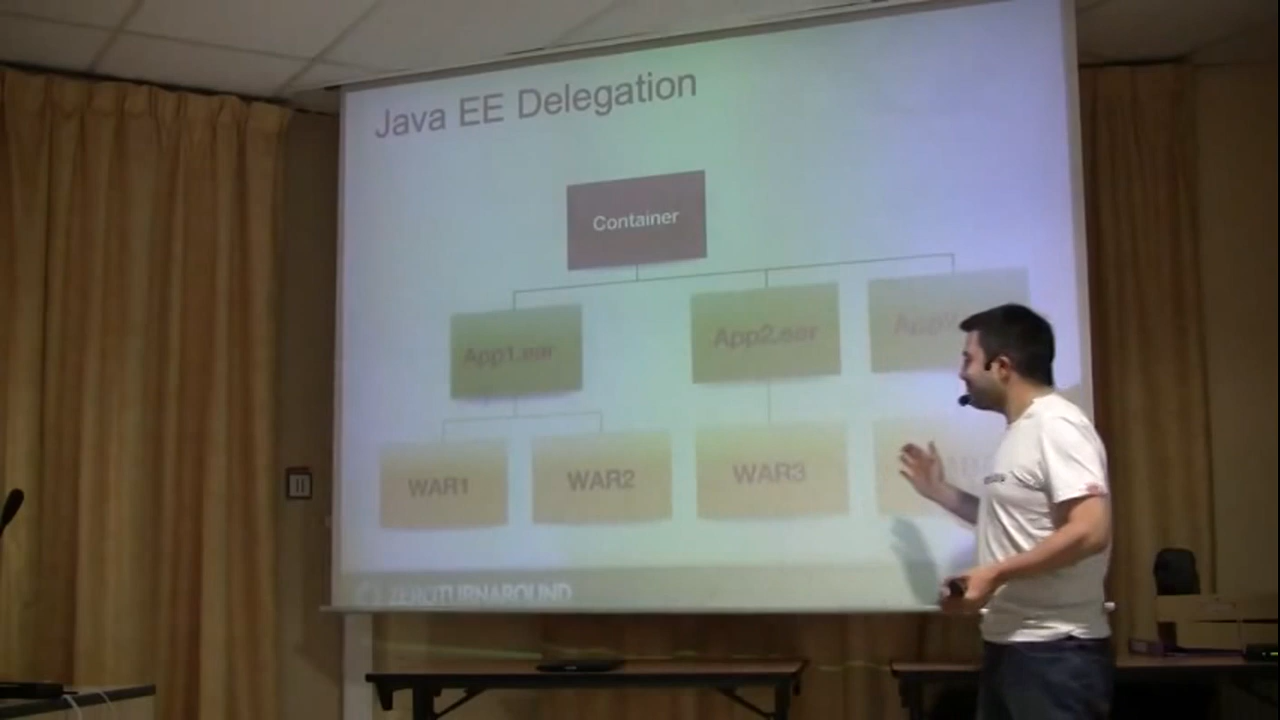 Java EE Delegation
Container
App1.ear
App2.ear
WAR1
WAR2
WAR3
ZEROTURNAROUND